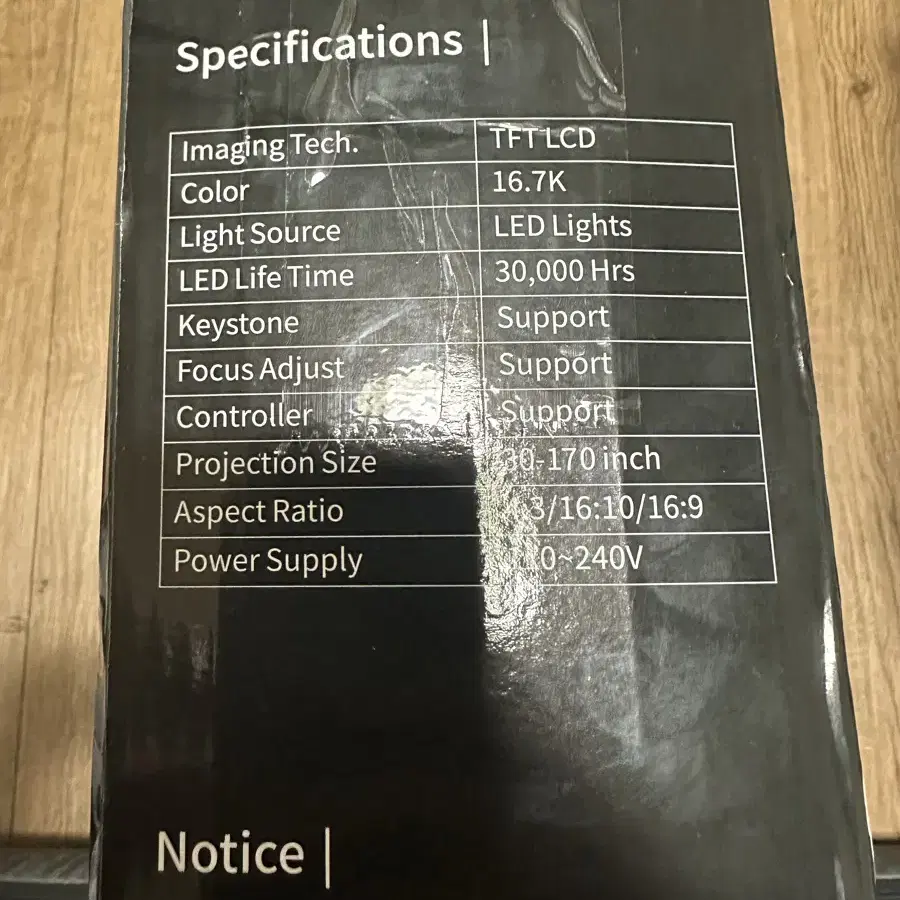 Specifications |
Imaging Tech. TFT LCD
Color 16.7K
Light Source LED Lights
LED Life Time 30,000 Hrs
Keystone Support
Focus Adjust Support
Controller Support
Projection Size 30-170 inch
Aspect Ratio 3/16:10/16:9
Power Supply 0~240V
Notice |